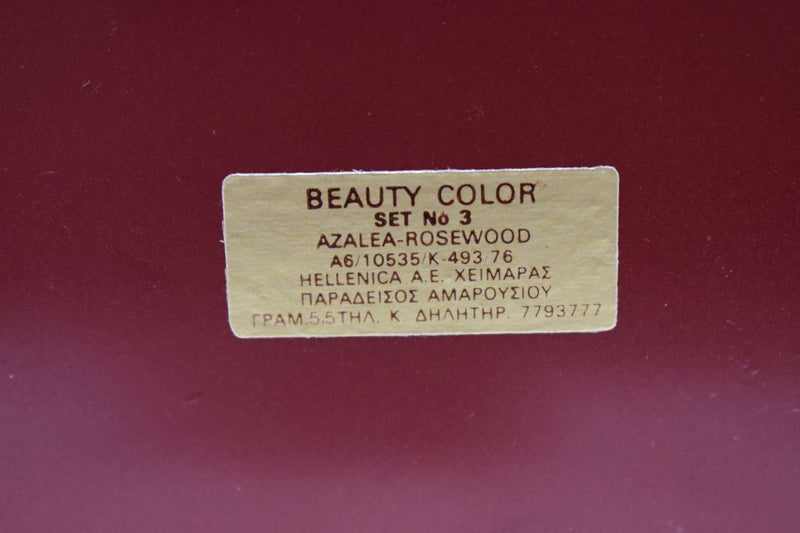 BEAUTY COLOR
SET No 3
AZALEA-ROSEWOOD
A6/10535/K-493/76
HELLENICA A.E. ΧΕΙΜΑΡΑΣ
ΠΑΡΑΔΕΙΣΟΣ ΑΜΑΡΟΥΣΙΟΥ
ΓΡΑΜ.5.5ΤΗΛ. Κ. ΔΗΛΗΤΗΡ. 7793777